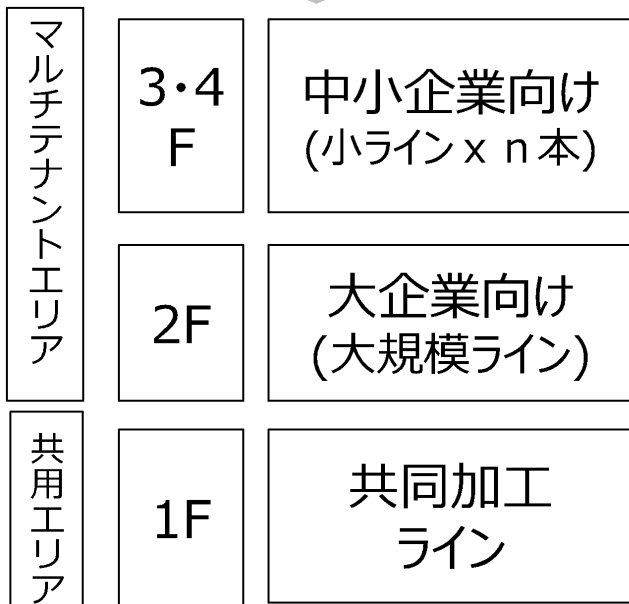 マルチテナントエリア
3・4
F
中小企業向け
(小ラインｘｎ本)
2F
大企業向け
(大規模ライン)
共用エリア
1F
共同加工
ライン